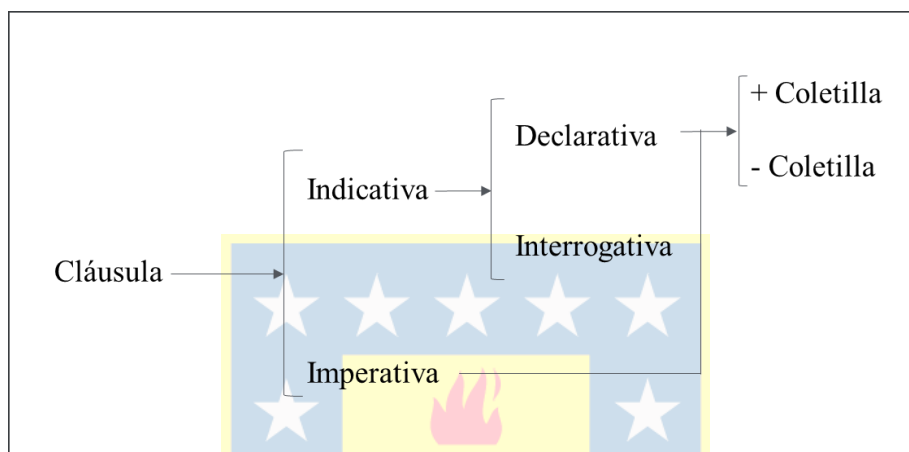 + Coletilla
Declarativa
- Coletilla
Indicativa
Interrogativa
Cláusula
Imperativa